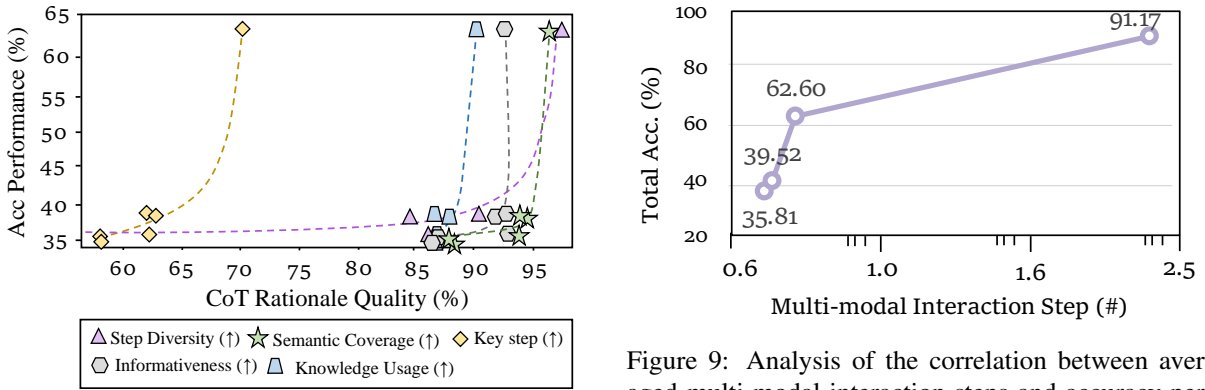 65
60
55
50
45
40
35
Acc Performance (%)
60 65 70 75 80 85 90 95
CoT Rationale Quality (%)
Step Diversity (↑) Semantic Coverage (↑) Key step (↑)
Informativeness (↑) Knowledge Usage (↑)
100
80
60
40
20
Total Acc. (%)
91.17
62.60
39.52
35.81
0.6 1.0 1.6 2.5
Multi-modal Interaction Step (#)
Figure 9: Analysis of the correlation between aver-